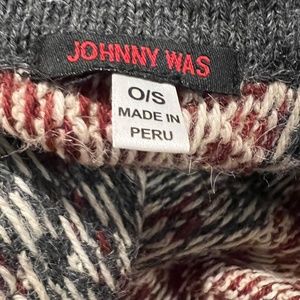 JOHNNY WAS
O/S
MADE IN
PERU